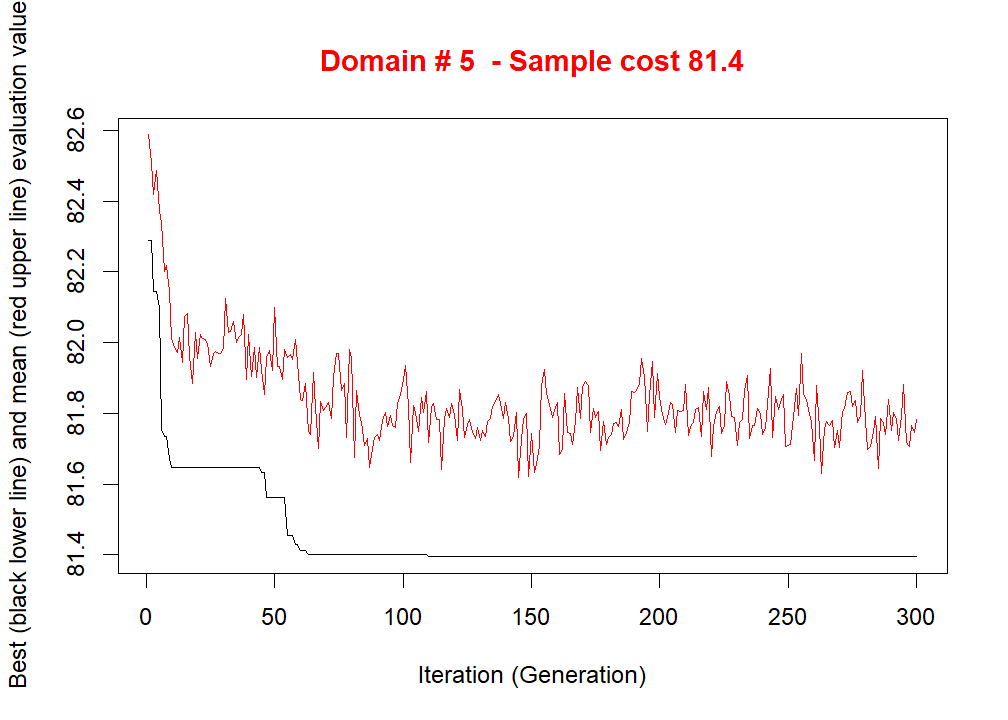 Domain # 5 - Sample cost 81.4
Best (black lower line) and mean (red upper line) evaluation value
82.6
82.4
82.2
82.0
81.8
81.6
81.4
0 50 100 150 200 250 300
Iteration (Generation)